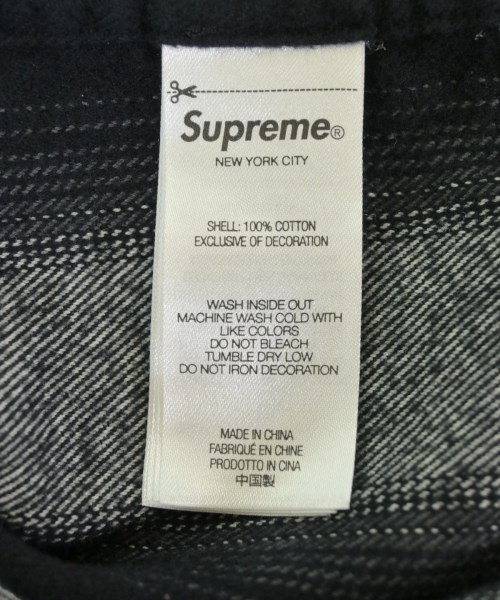 Supreme®
NEW YORK CITY
SHELL: 100% COTTON
EXCLUSIVE OF DECORATION
WASH INSIDE OUT
MACHINE WASH COLD WITH
LIKE COLORS
DO NOT BLEACH
TUMBLE DRY LOW
DO NOT IRON DECORATION
MADE IN CHINA
FABRIQUÉ EN CHINE
PRODOTTO IN CINA
中国製